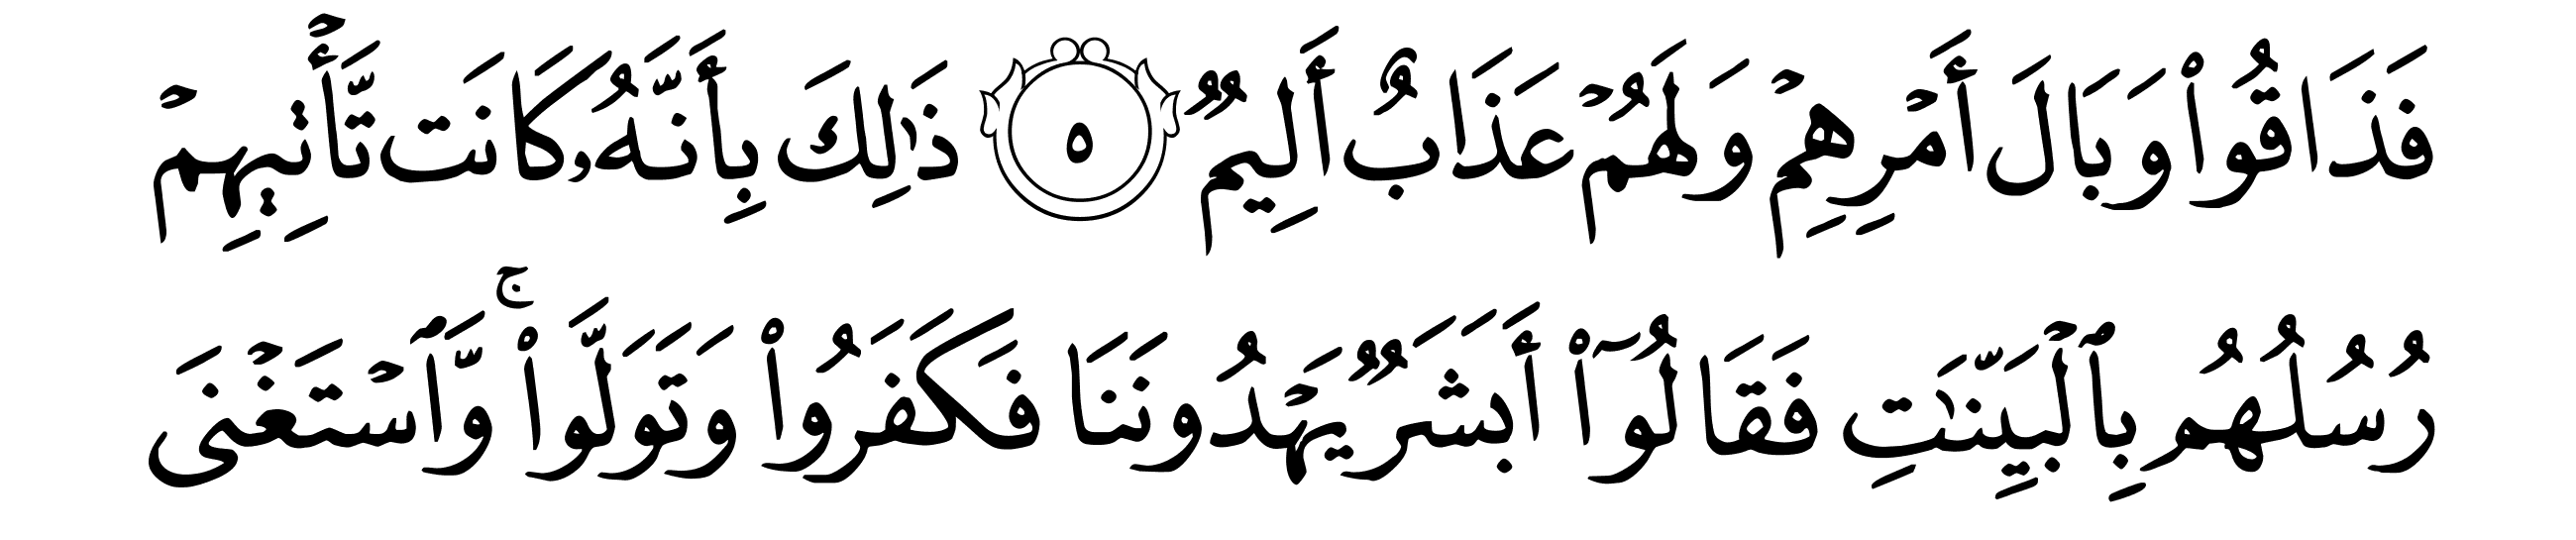 فَذَاقُوا۟ وَبَالَ أَمْرِهِمْ وَلَهُمْ عَذَابٌ أَلِيمٌۭ ٥ ذَٰلِكَ بِأَنَّهُۥ كَانَت تَّأْتِيهِمْ
رُسُلُهُم بِٱلْبَيِّنَـٰتِ فَقَالُوٓا۟ أَبَشَرٌۭ يَهْدُونَنَا فَكَفَرُوا۟ وَتَوَلَّوا۟ ۚ وَّٱسْتَغْنَى